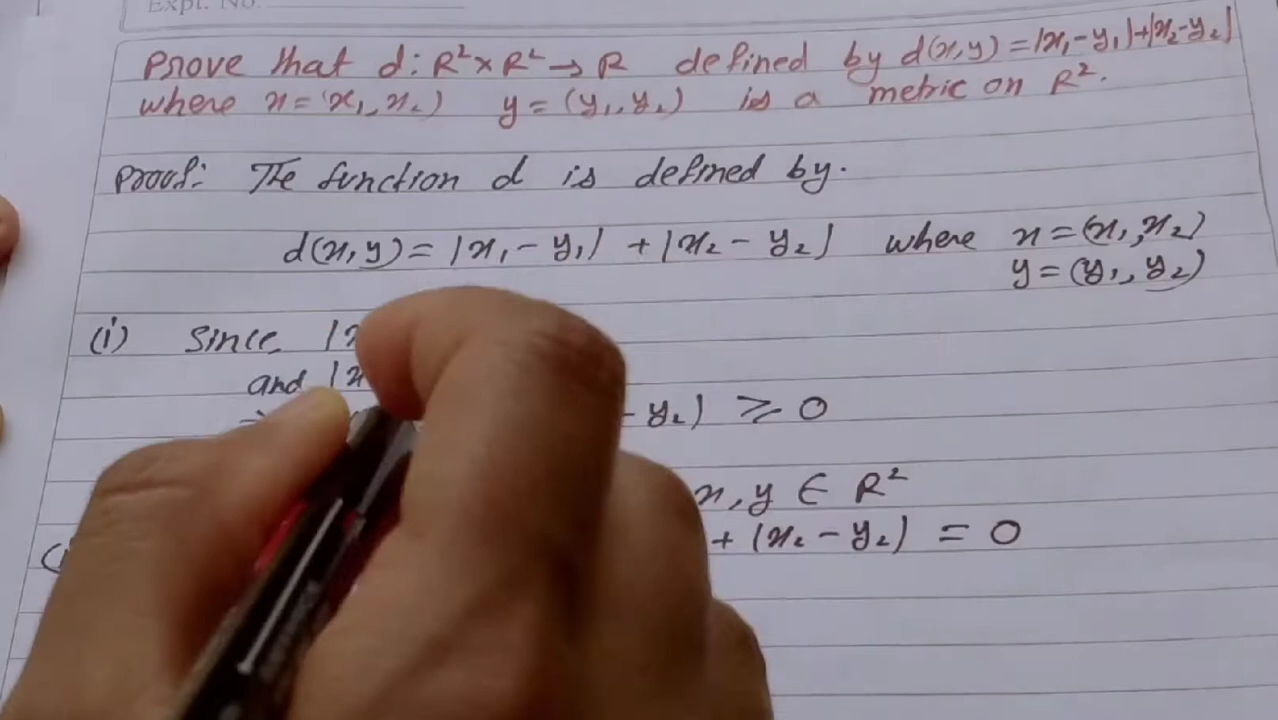 Expt. No.
Prove that d : R² × R² → R defined by d(x,y) = |x₁ - y₁| + |x₂ - y₂|
where x = (x₁, x₂) y = (y₁, y₂) is a metric on R².
Proof: The function d is defined by.
d(x,y) = |x₁ - y₁| + |x₂ - y₂| where x = (x₁, x₂)
y = (y₁, y₂)
(i) Since |x
and |x
- y₂| ≥ 0
x, y ∈ R²
+ |x₂ - y₂| = 0